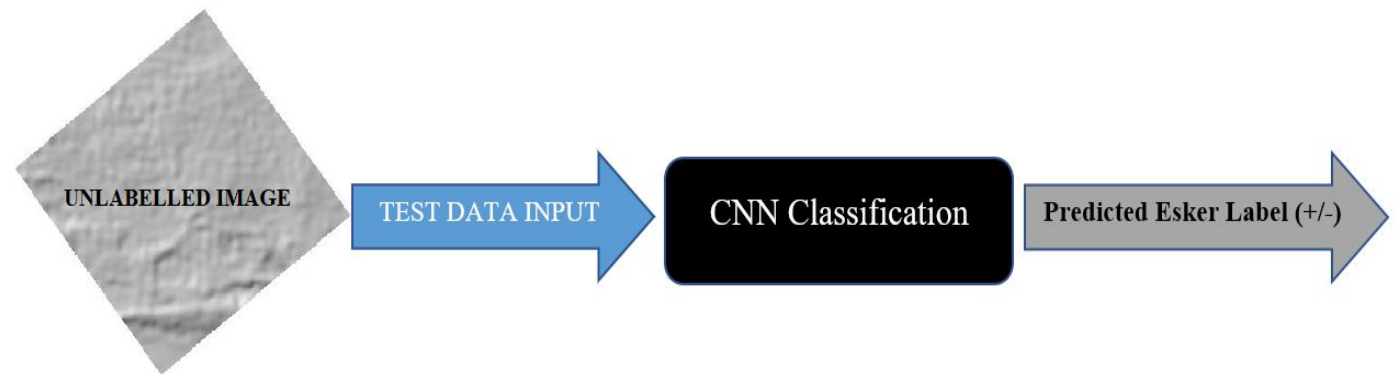 UNLABELLED IMAGE
TEST DATA INPUT
CNN Classification
Predicted Esker Label (+/-)